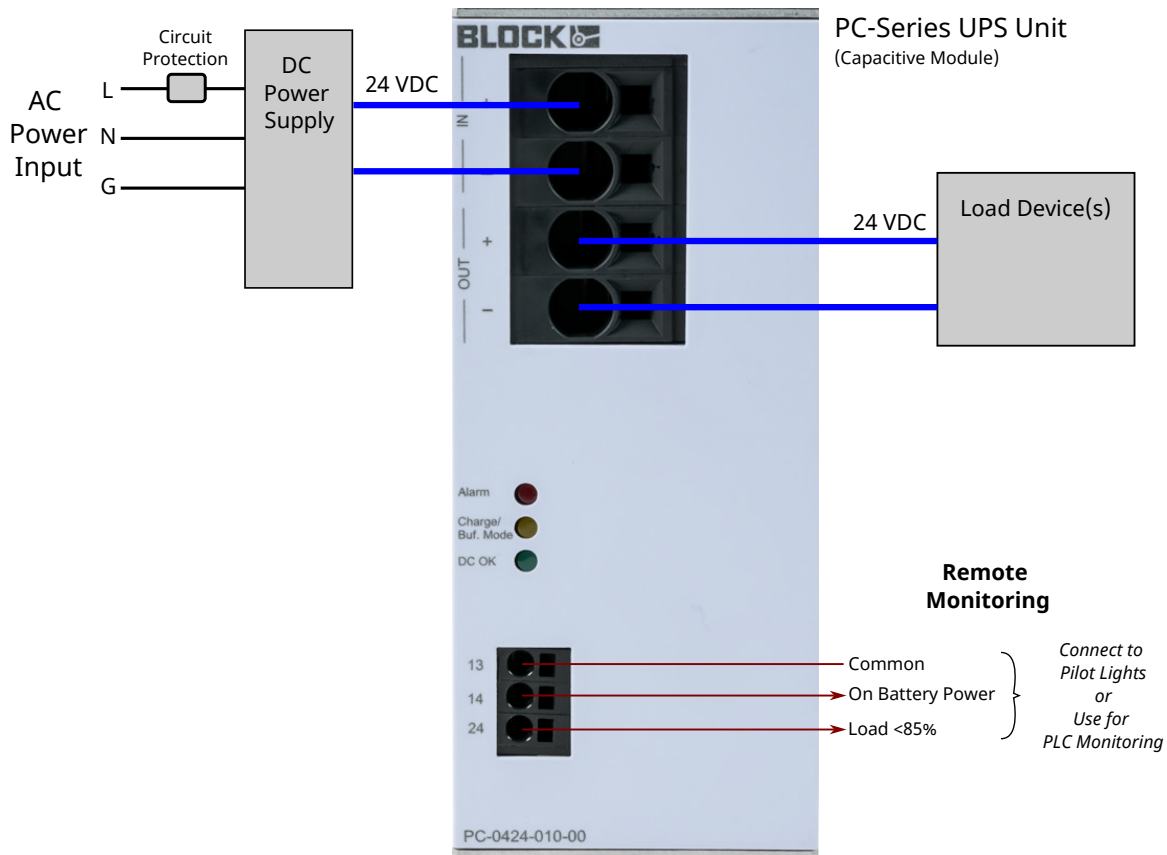 Circuit
Protection
L
AC
Power
Input
N
G
DC
Power
Supply
24 VDC
BLOCK
PC-Series UPS Unit
(Capacitive Module)
IN
OUT
+
–
24 VDC
Load Device(s)
Alarm
Charge/
Buf. Mode
DC OK
Remote
Monitoring
13
14
24
Common
On Battery Power
Load <85%
Connect to
Pilot Lights
or
Use for
PLC Monitoring
PC-0424-010-00